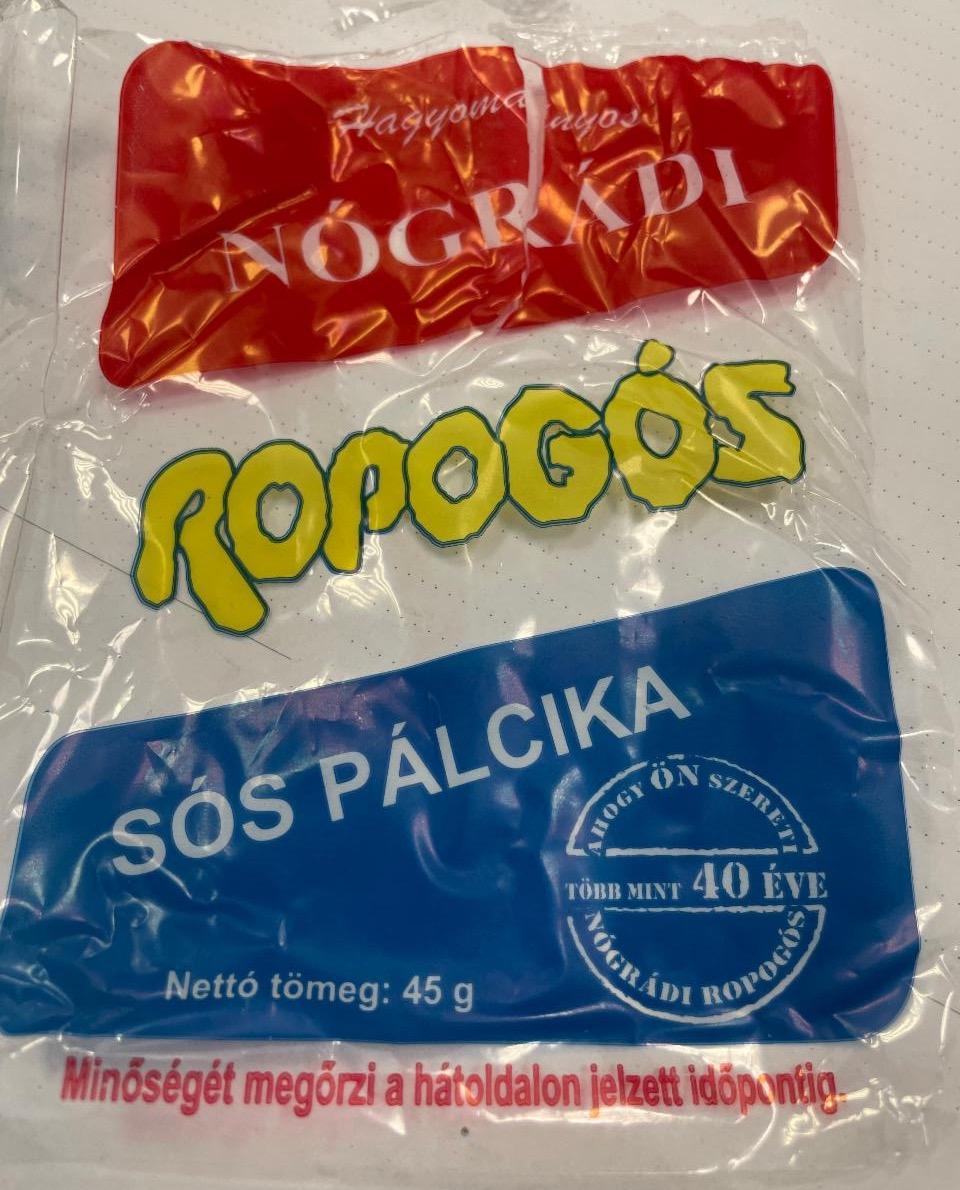 Hagyományos
NÓGRÁDI
ROPOGÓS
SÓS PÁLCIKA
AHOGY ÖN SZERETI
TÖBB MINT 40 ÉVE
NÓGRÁDI ROPOGÓS
Nettó tömeg: 45 g
Minőségét megőrzi a hátoldalon jelzett időpontig.